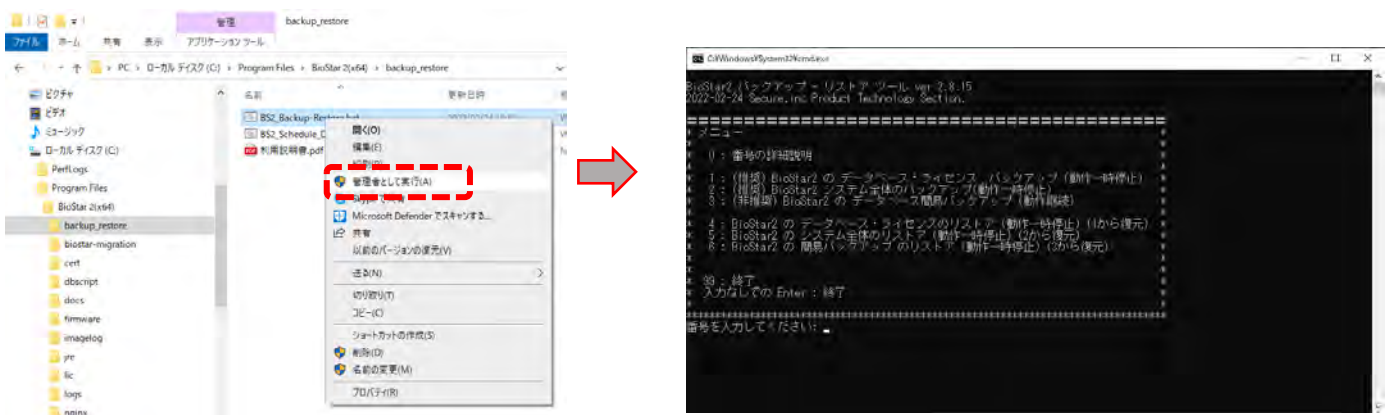 管理
backup_restore
ファイル ホーム 共有 表示 アプリケーション ツール
PC › ローカル ディスク (C:) › Program Files › BioStar 2(x64) › backup_restore
ピクチャ
ビデオ
ミュージック
ローカル ディスク (C:)
PerfLogs
Program Files
BioStar 2(x64)
backup_restore
biostar-migration
cert
dbscript
docs
firmware
imagelog
jre
lic
logs
nginx
名前 更新日時
BS2_Backup-Restore.bat
BS2_Schedule_
利用説明書.pdf
開く(O)
編集(E)
管理者として実行(A)
Skype で共有
Microsoft Defender でスキャンする...
共有
以前のバージョンの復元(V)
送る(N)
切り取り(T)
コピー(C)
ショートカットの作成(S)
削除(D)
名前の変更(M)
プロパティ(R)
C:¥Windows¥System32¥cmd.exe
BioStar2 バックアップ - リストア ツール ver 2.8.15
2022-02-24 Secure,inc Product Technology Section.
* メニュー
0 : 番号の詳細説明
1 : (推奨) BioStar2 の データベース・ライセンス バックアップ (動作一時停止)
2 : (推奨) BioStar2 システム全体のバックアップ(動作一時停止)
3 : (非推奨) BioStar2 の データベース簡易バックアップ (動作継続)
4 : BioStar2 の データベース・ライセンスのリストア (動作一時停止) (1から復元)
5 : BioStar2 の システム全体のリストア (動作一時停止) (2から復元)
6 : BioStar2 の 簡易バックアップ のリストア (動作一時停止) (3から復元)
99 : 終了
* 入力なしでの Enter : 終了
番号を入力してください: